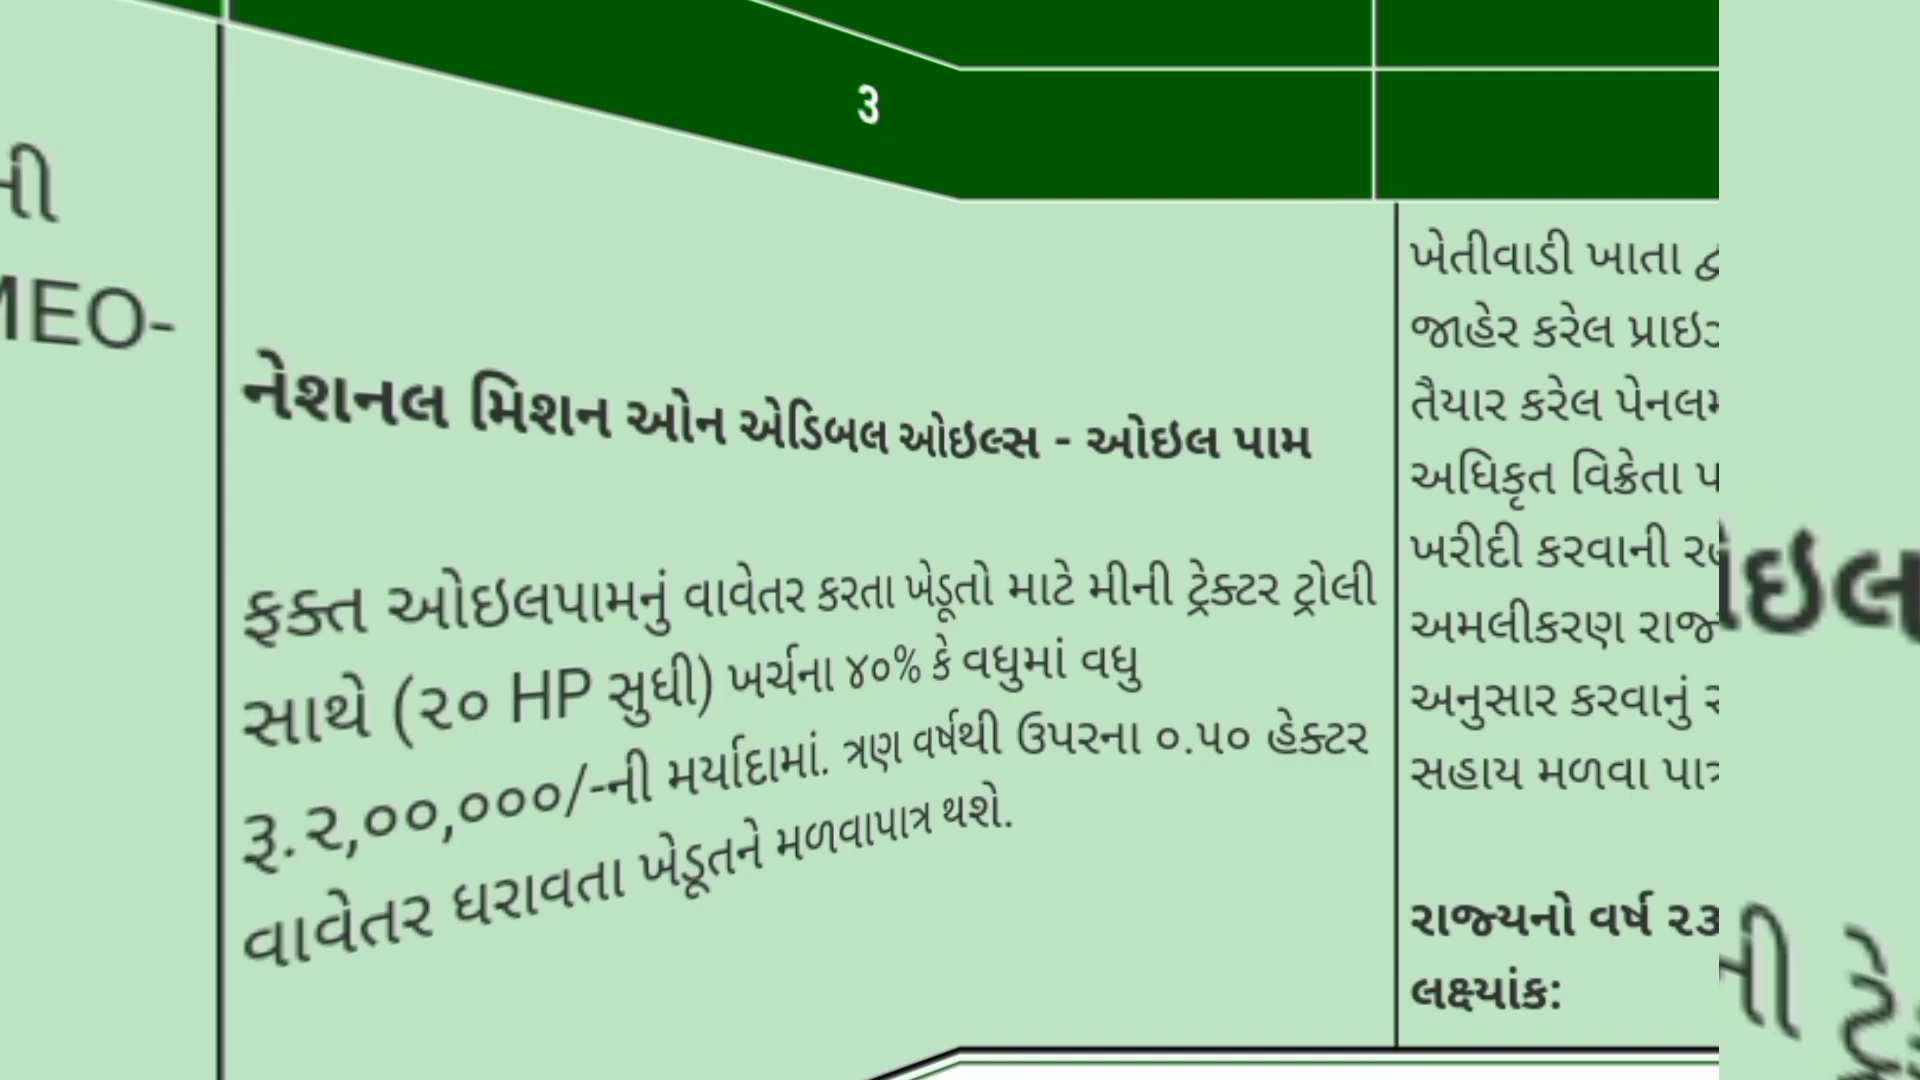 3
ની
MEO-
નેશનલ મિશન ઓન એડિબલ ઓઇલ્સ - ઓઇલ પામ
ફક્ત ઓઇલપામનું વાવેતર કરતા ખેડૂતો માટે મીની ટ્રેક્ટર ટ્રોલી
સાથે (૨૦ HP સુધી) ખર્ચના ૪૦% કે વધુમાં વધુ
રૂ.૨,૦૦,૦૦૦/-ની મર્યાદામાં. ત્રણ વર્ષથી ઉપરના ૦.૫૦ હેક્ટર
વાવેતર ધરાવતા ખેડૂતને મળવાપાત્ર થશે.
ખેતીવાડી ખાતા
જાહેર કરેલ
તૈયાર કરેલ
અધિકૃત વિક્રેતા
ખરીદી કરવાની
અમલીકરણ
અનુસાર કરવાનું
સહાય મળવા
રાજ્યનો વર્ષ ૨૩
લક્ષ્યાંક:
ઇલ
ની